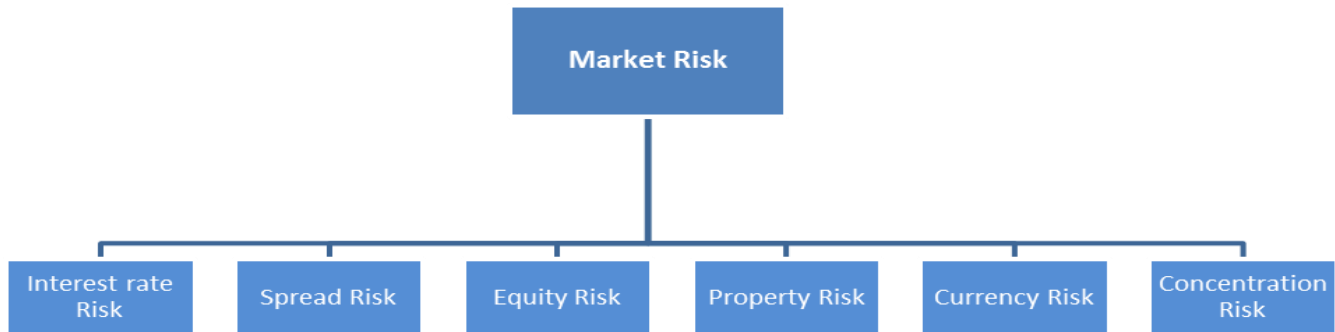 Market Risk
Interest rate
Risk
Spread Risk
Equity Risk
Property Risk
Currency Risk
Concentration
Risk